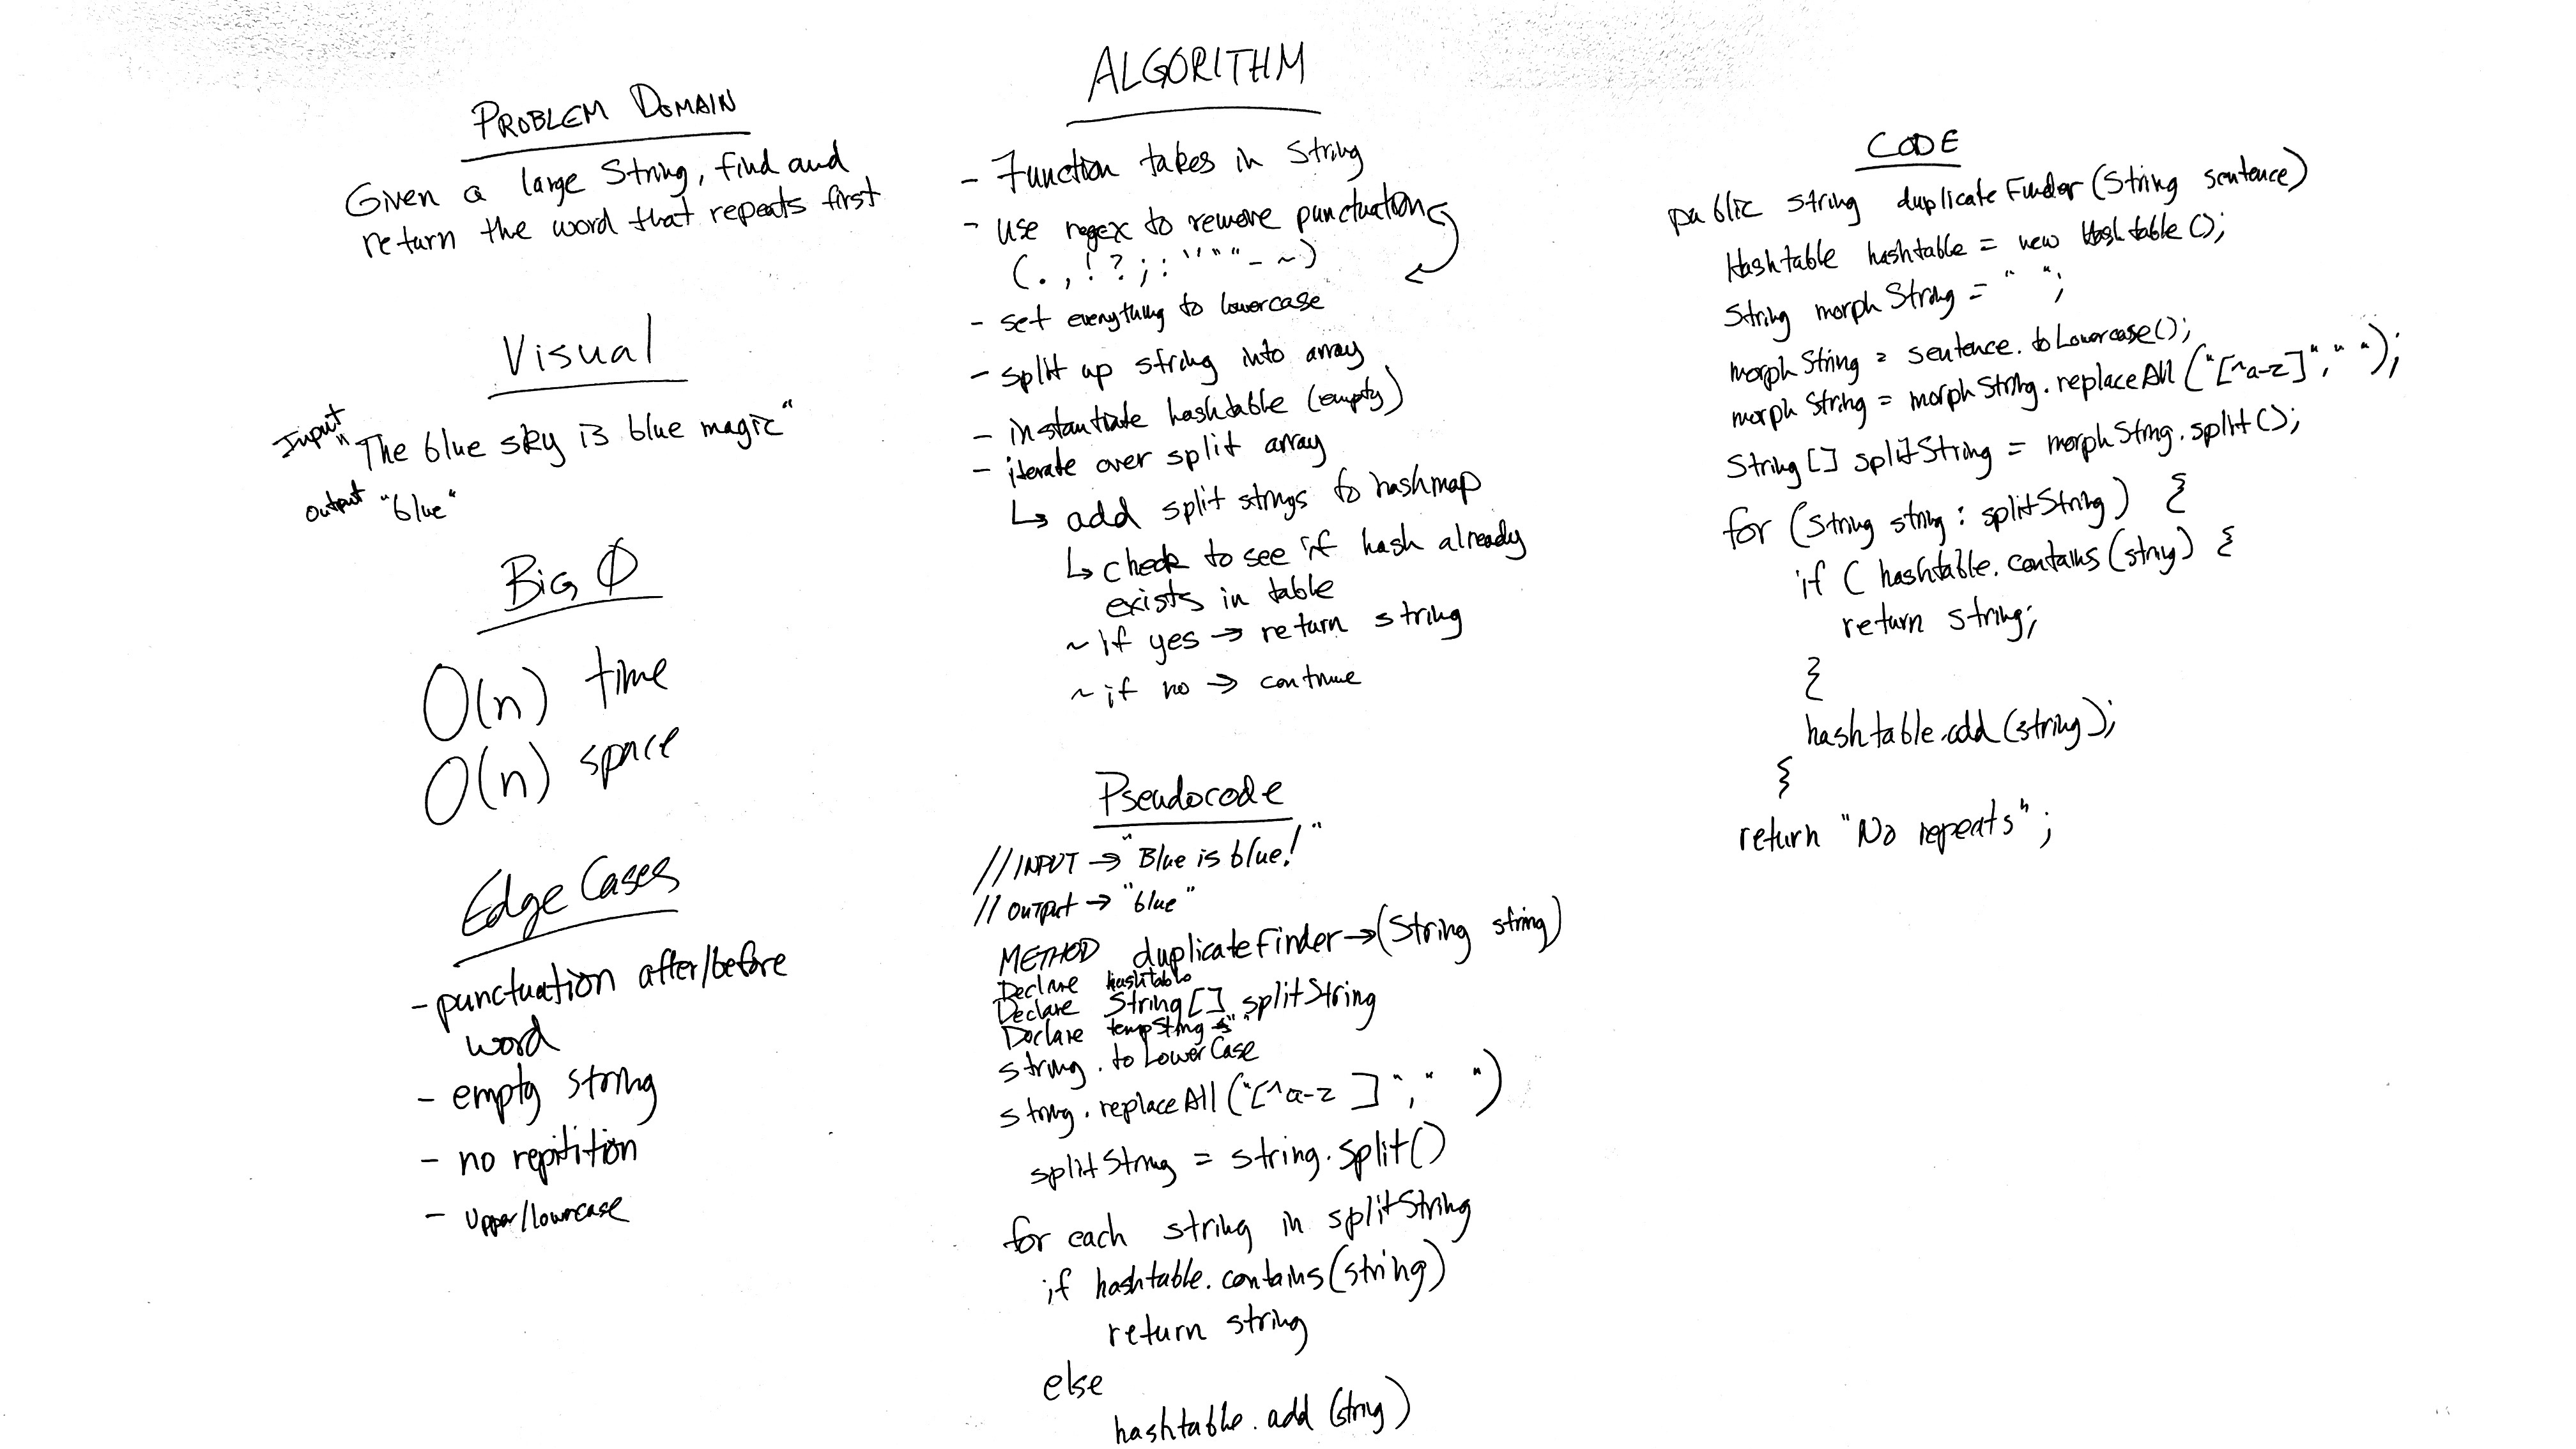 PROBLEM DOMAIN
Given a large String, find and
return the word that repeats first
Visual
Input
"The blue sky is blue magic"
output "blue"
Big O
O(n) time
O(n) space
Edge Cases
- punctuation after/before
word
- empty string
- no repitition
- Upper/lowercase
ALGORITHM
- Function takes in string
- use regex to remove punctuation
(. , ! ? ; : ' ' " " - ~)
- set everything to lowercase
- split up string into array
- instantiate hashtable (empty)
- iterate over split array
↳ add split strings to hashmap
↳ check to see if hash already
exists in table
~ if yes → return string
~ if no → continue
Pseudocode
// INPUT → "Blue is blue!"
// OUTPUT → "blue"
METHOD duplicateFinder → (String string)
Declare hashtable
Declare String[] splitString
Declare tempString
string.toLowerCase
string.replaceAll("[^a-z ]", " ")
splitString = string.split()
for each string in splitString
if hashtable.contains(string)
return string
else
hashtable.add(string)
CODE
public string duplicateFinder (String sentence)
Hashtable hashtable = new Hashtable();
String morphString = " ";
morphString = sentence.toLowercase();
morphString = morphString.replaceAll("[^a-z]", " ");
String[] splitString = morphString.split();
for (String string : splitString) {
if ( hashtable.contains(string) {
return string;
}
hashtable.add(string);
}
return "No repeats";